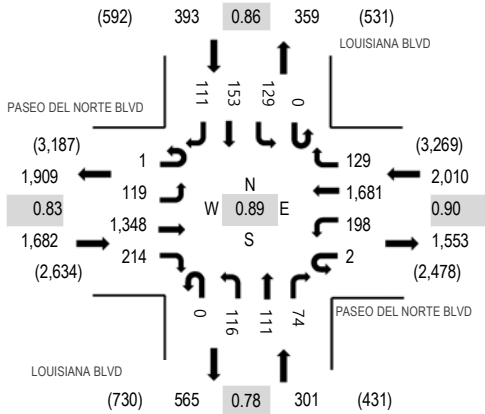 (592) 393 0.86 359 (531)
LOUISIANA BLVD
111 153 129 0
PASEO DEL NORTE BLVD
(3,187) (3,269)
1 129
1,909 2,010
119 N 1,681
0.83 W 0.89 E 0.90
1,348 198
1,682 S 1,553
214 2
(2,634) (2,478)
0 116 111 74
PASEO DEL NORTE BLVD
LOUISIANA BLVD
(730) 565 0.78 301 (431)